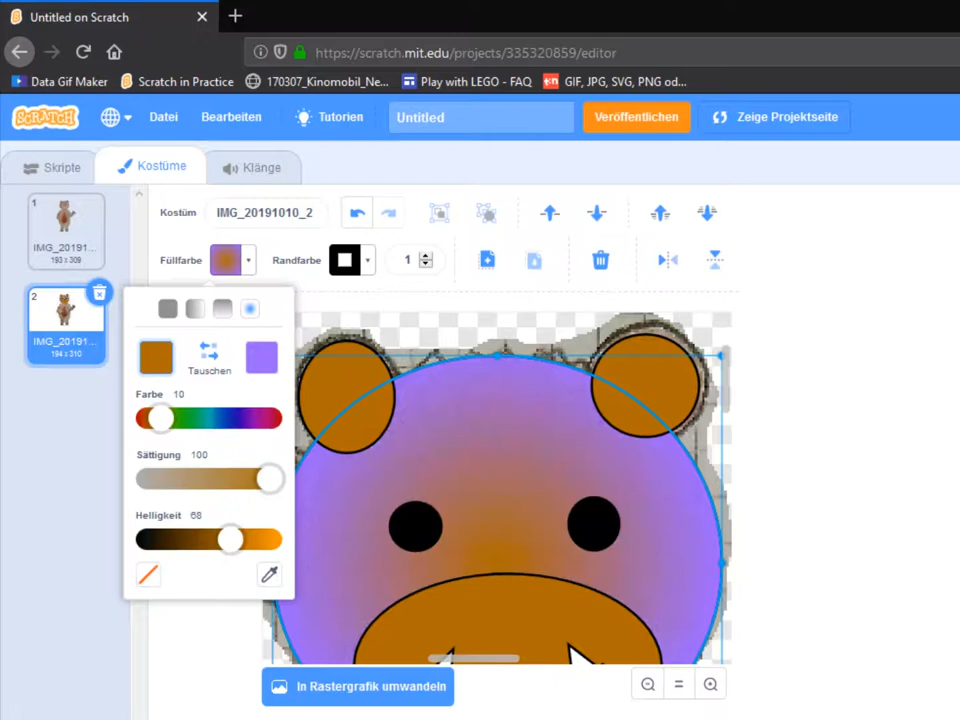 Untitled on Scratch
https://scratch.mit.edu/projects/335320859/editor
Data Gif Maker Scratch in Practice 170307_Kinomobil_Ne... Play with LEGO - FAQ GIF, JPG, SVG, PNG od...
SCRATCH Datei Bearbeiten Tutorien Untitled Veröffentlichen Zeige Projektseite
Skripte Kostüme Klänge
1
IMG_20191...
193 x 309
2
IMG_20191...
194 x 310
Kostüm IMG_20191010_2
Füllfarbe Randfarbe 1
Tauschen
Farbe 10
Sättigung 100
Helligkeit 68
In Rastergrafik umwandeln